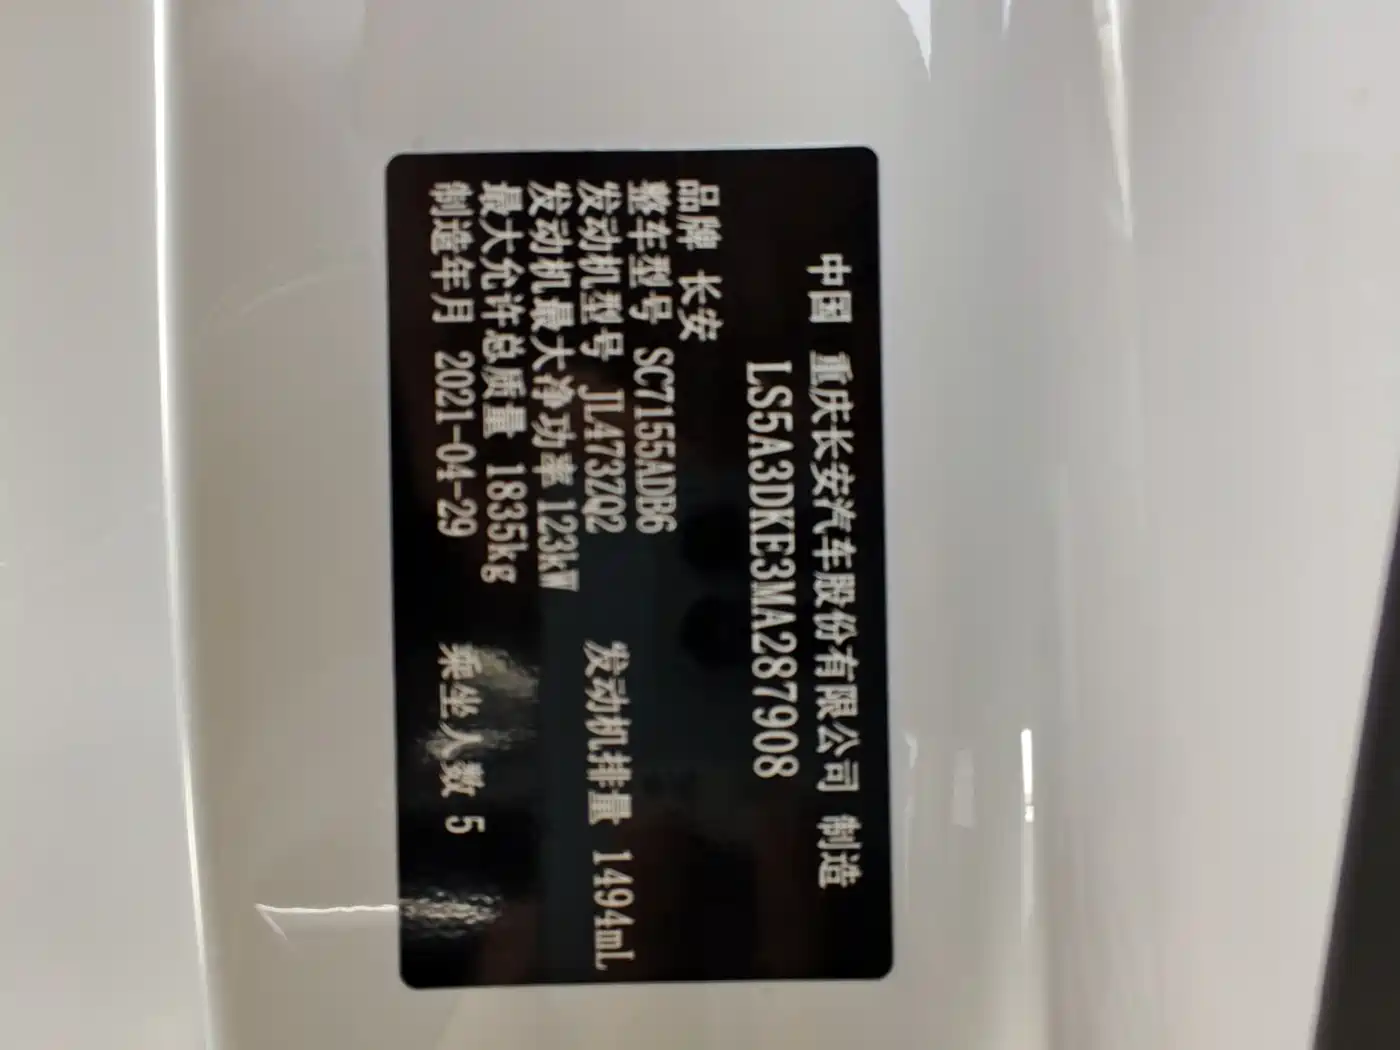 中国 重庆长安汽车股份有限公司 制造
LS5A3DKE3MA287908
品牌 长安
整车型号 SC7155ADB6
发动机型号 JL473ZQ2 发动机排量 1494mL
发动机最大净功率 123kW
最大允许总质量 1835kg
制造年月 2021-04-29 乘坐人数 5